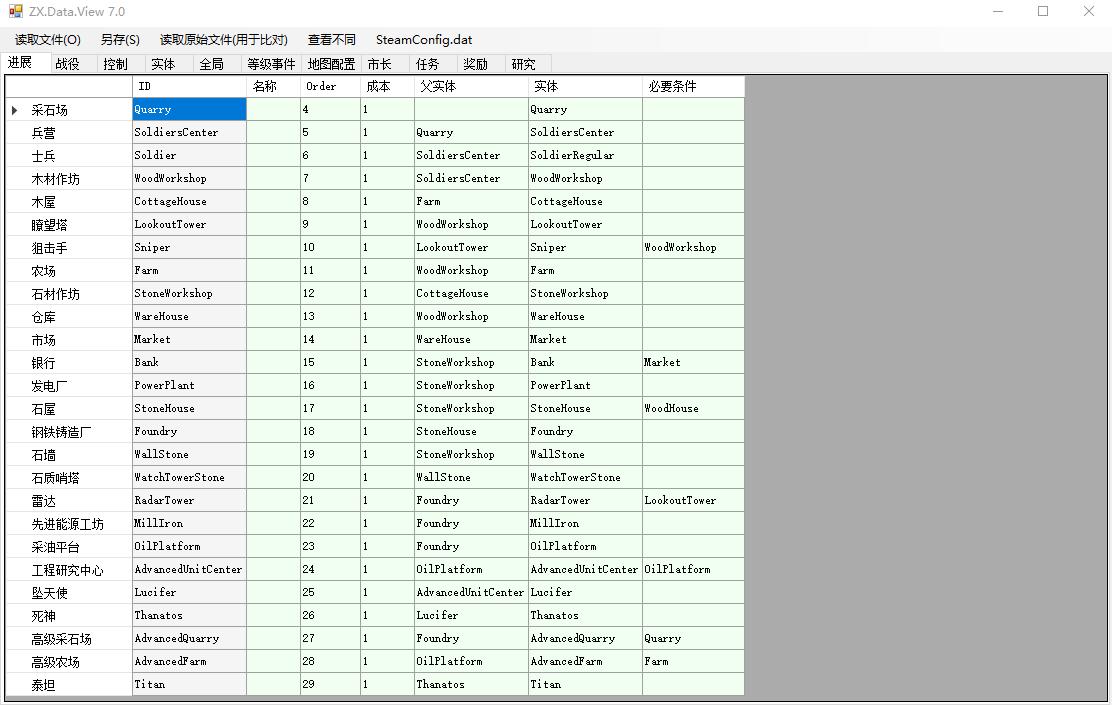 ZX.Data.View 7.0
读取文件(O) 另存(S) 读取原始文件(用于比对) 查看不同 SteamConfig.dat
进展 战役 控制 实体 全局 等级事件 地图配置 市长 任务 奖励 研究
ID 名称 Order 成本 父实体 实体 必要条件
采石场 Quarry 4 1 Quarry
兵营 SoldiersCenter 5 1 Quarry SoldiersCenter
士兵 Soldier 6 1 SoldiersCenter SoldierRegular
木材作坊 WoodWorkshop 7 1 SoldiersCenter WoodWorkshop
木屋 CottageHouse 8 1 Farm CottageHouse
瞭望塔 LookoutTower 9 1 WoodWorkshop LookoutTower
狙击手 Sniper 10 1 LookoutTower Sniper WoodWorkshop
农场 Farm 11 1 WoodWorkshop Farm
石材作坊 StoneWorkshop 12 1 CottageHouse StoneWorkshop
仓库 WareHouse 13 1 WoodWorkshop WareHouse
市场 Market 14 1 WareHouse Market
银行 Bank 15 1 StoneWorkshop Bank Market
发电厂 PowerPlant 16 1 StoneWorkshop PowerPlant
石屋 StoneHouse 17 1 StoneWorkshop StoneHouse WoodHouse
钢铁铸造厂 Foundry 18 1 StoneHouse Foundry
石墙 WallStone 19 1 StoneWorkshop WallStone
石质哨塔 WatchTowerStone 20 1 WallStone WatchTowerStone
雷达 RadarTower 21 1 Foundry RadarTower LookoutTower
先进能源工坊 MillIron 22 1 Foundry MillIron
采油平台 OilPlatform 23 1 Foundry OilPlatform
工程研究中心 AdvancedUnitCenter 24 1 OilPlatform AdvancedUnitCenter OilPlatform
坠天使 Lucifer 25 1 AdvancedUnitCenter Lucifer
死神 Thanatos 26 1 Lucifer Thanatos
高级采石场 AdvancedQuarry 27 1 Foundry AdvancedQuarry Quarry
高级农场 AdvancedFarm 28 1 OilPlatform AdvancedFarm Farm
泰坦 Titan 29 1 Thanatos Titan